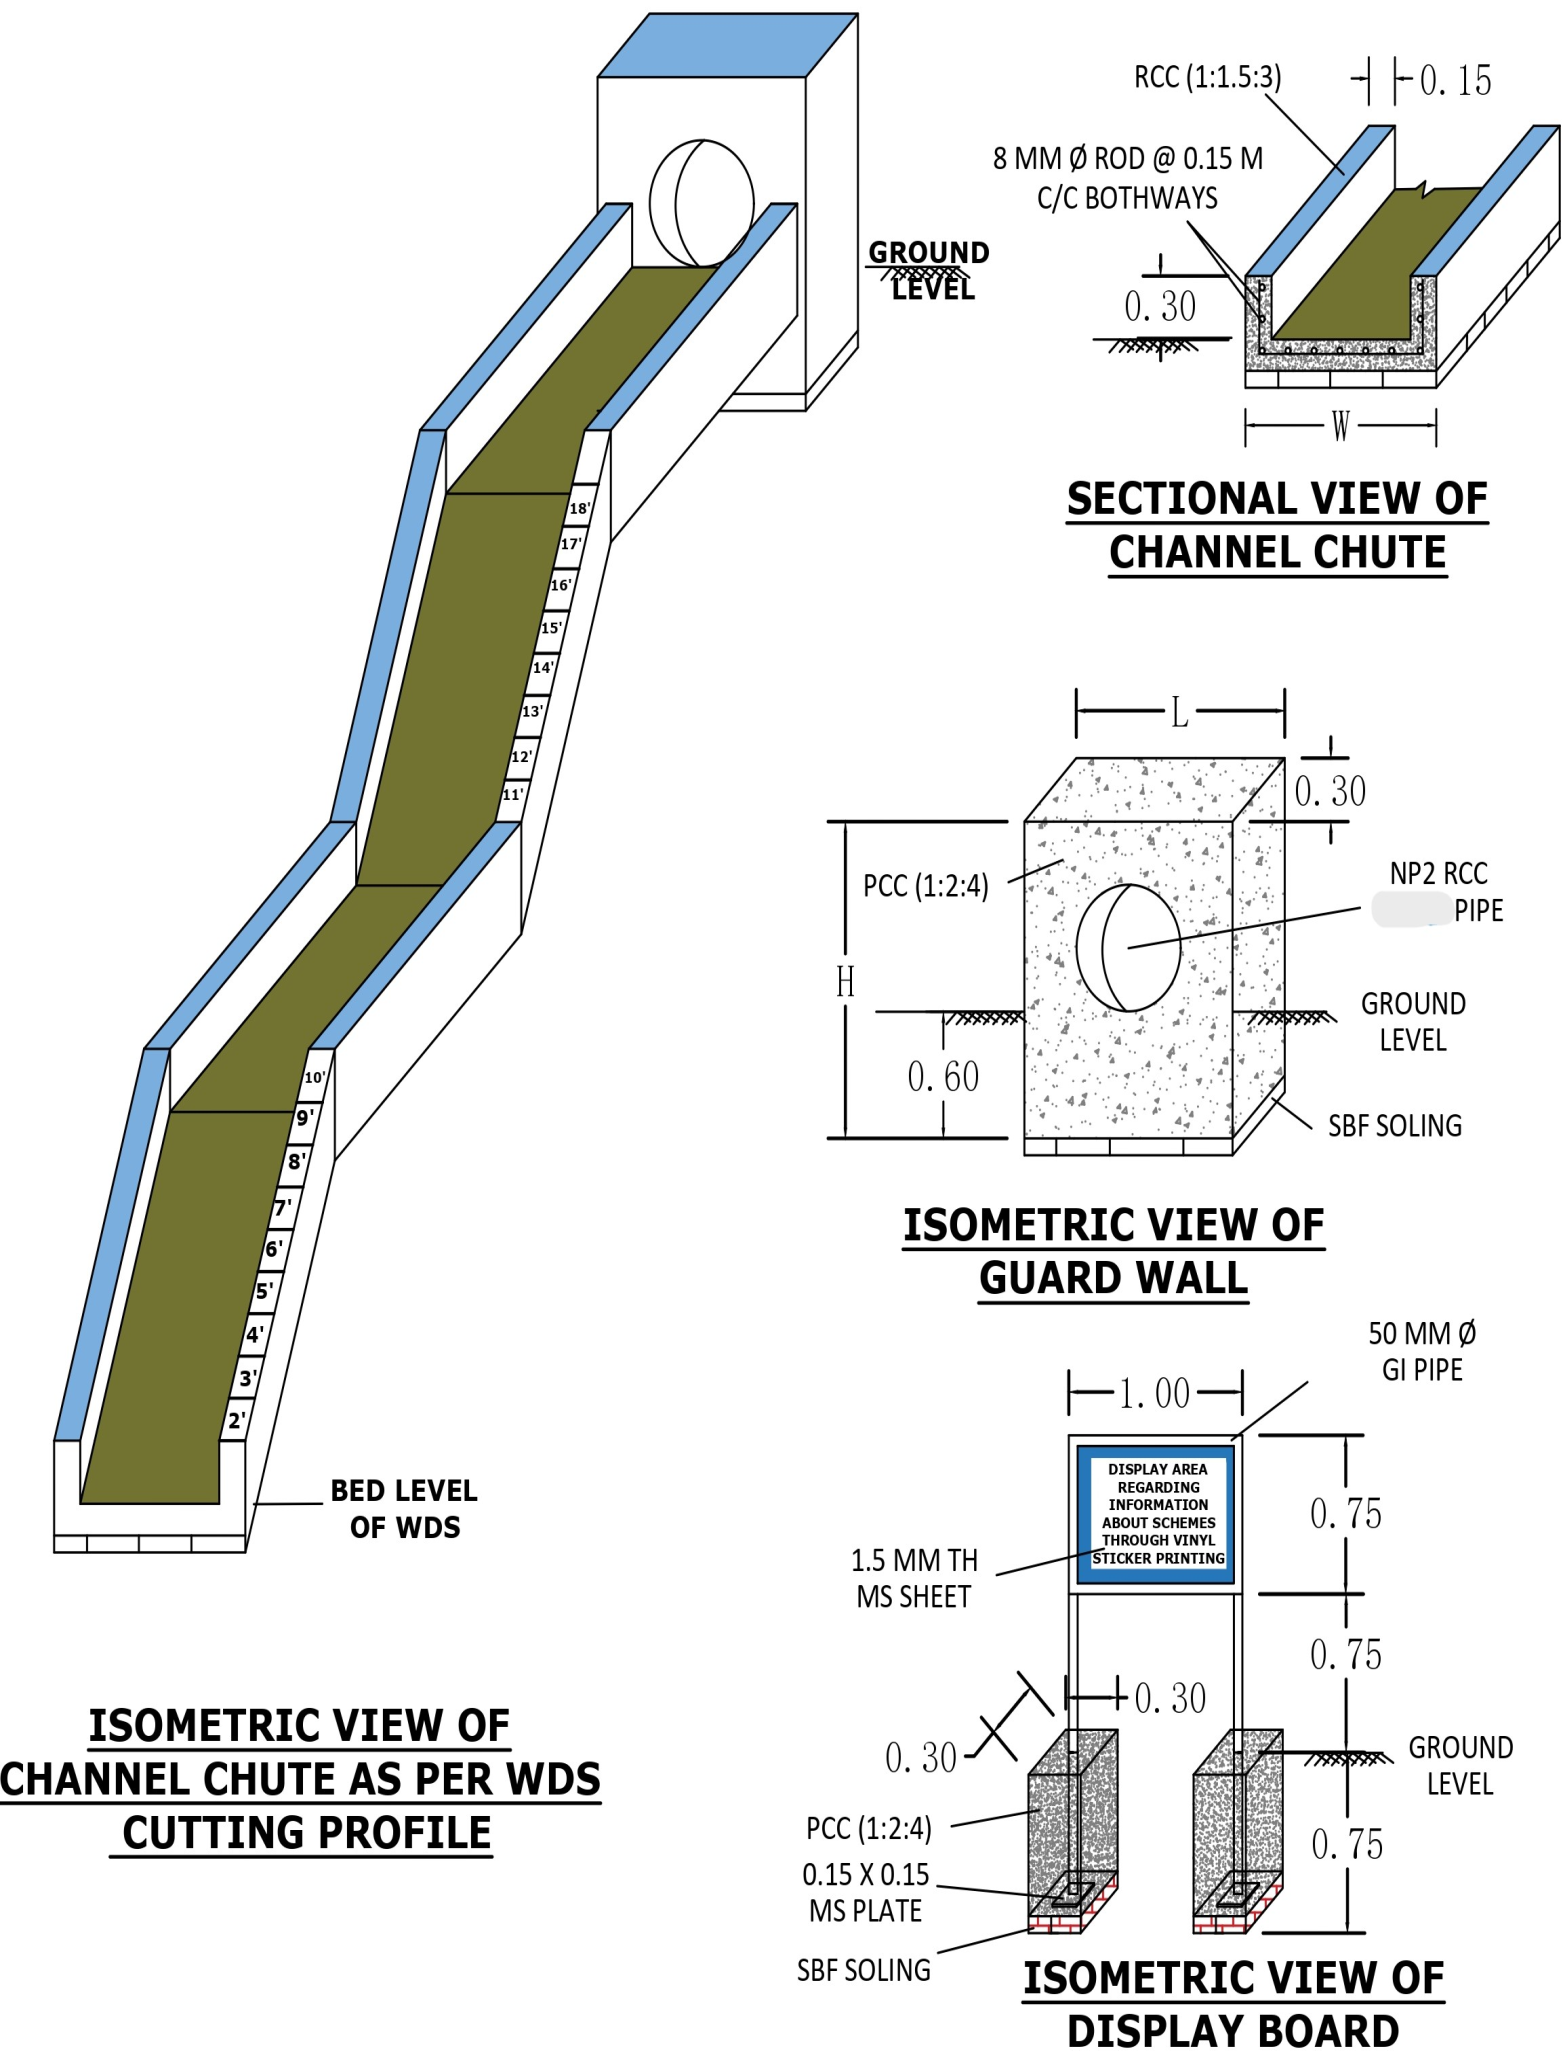 GROUND
LEVEL
18'
17'
16'
15'
14'
13'
12'
11'
10'
9'
8'
7'
6'
5'
4'
3'
2'
BED LEVEL
OF WDS
ISOMETRIC VIEW OF
CHANNEL CHUTE AS PER WDS
CUTTING PROFILE
RCC (1:1.5:3)
0.15
8 MM Ø ROD @ 0.15 M
C/C BOTHWAYS
0.30
W
SECTIONAL VIEW OF
CHANNEL CHUTE
L
0.30
PCC (1:2:4)
NP2 RCC
PIPE
H
GROUND
LEVEL
0.60
SBF SOLING
ISOMETRIC VIEW OF
GUARD WALL
50 MM Ø
GI PIPE
1.00
DISPLAY AREA
REGARDING
INFORMATION
ABOUT SCHEMES
THROUGH VINYL
STICKER PRINTING
0.75
1.5 MM TH
MS SHEET
0.75
0.30
0.30
GROUND
LEVEL
PCC (1:2:4)
0.75
0.15 X 0.15
MS PLATE
SBF SOLING
ISOMETRIC VIEW OF
DISPLAY BOARD